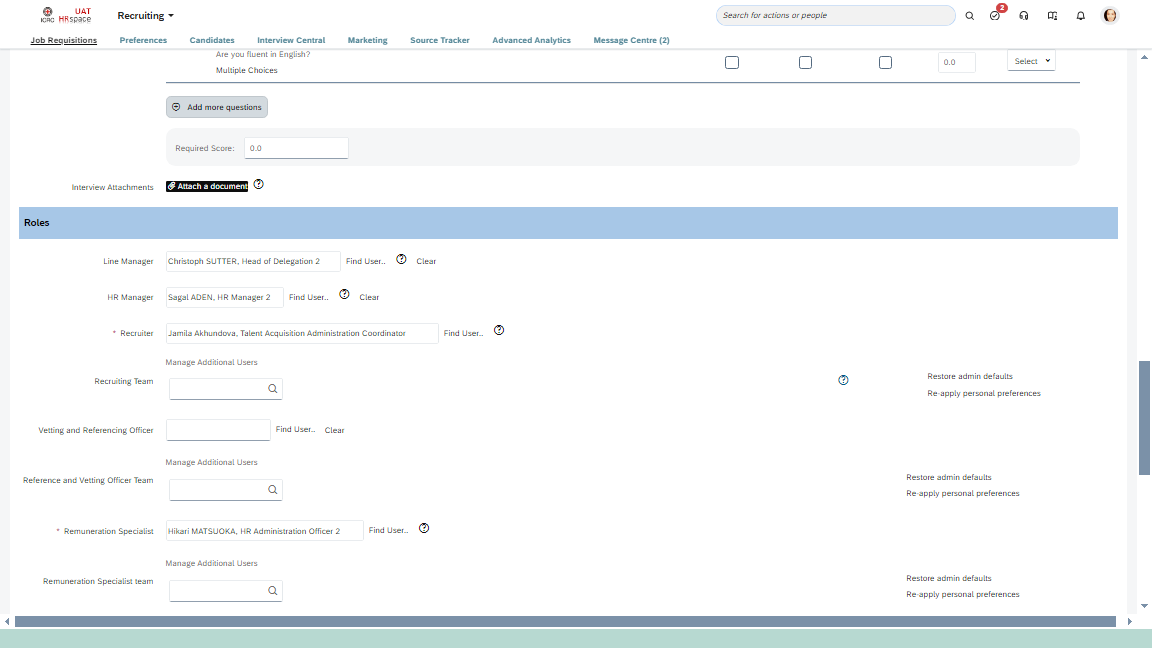 UAT
ICRC HRspace
Recruiting
Search for actions or people
2
Job Requisitions Preferences Candidates Interview Central Marketing Source Tracker Advanced Analytics Message Centre (2)
Are you fluent in English?
Multiple Choices
0.0
Select
Add more questions
Required Score: 0.0
Interview Attachments Attach a document
Roles
Line Manager Christoph SUTTER, Head of Delegation 2 Find User.. Clear
HR Manager Sagal ADEN, HR Manager 2 Find User.. Clear
* Recruiter Jamila Akhundova, Talent Acquisition Administration Coordinator Find User..
Manage Additional Users
Recruiting Team
Restore admin defaults
Re-apply personal preferences
Vetting and Referencing Officer Find User.. Clear
Manage Additional Users
Reference and Vetting Officer Team
Restore admin defaults
Re-apply personal preferences
* Remuneration Specialist Hikari MATSUOKA, HR Administration Officer 2 Find User..
Manage Additional Users
Remuneration Specialist team
Restore admin defaults
Re-apply personal preferences